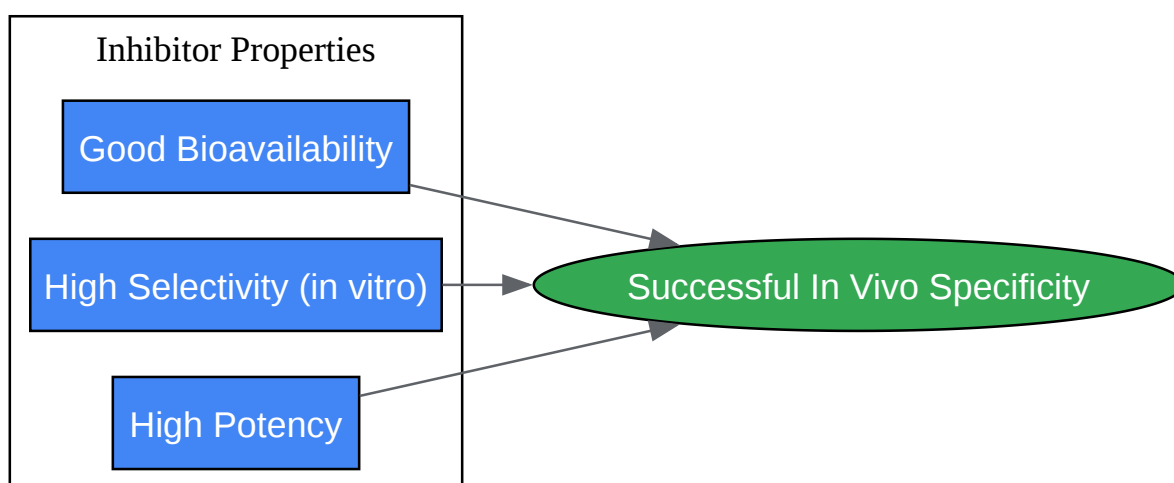 Inhibitor Properties
Good Bioavailability
High Selectivity (in vitro)
Successful In Vivo Specificity
High Potency